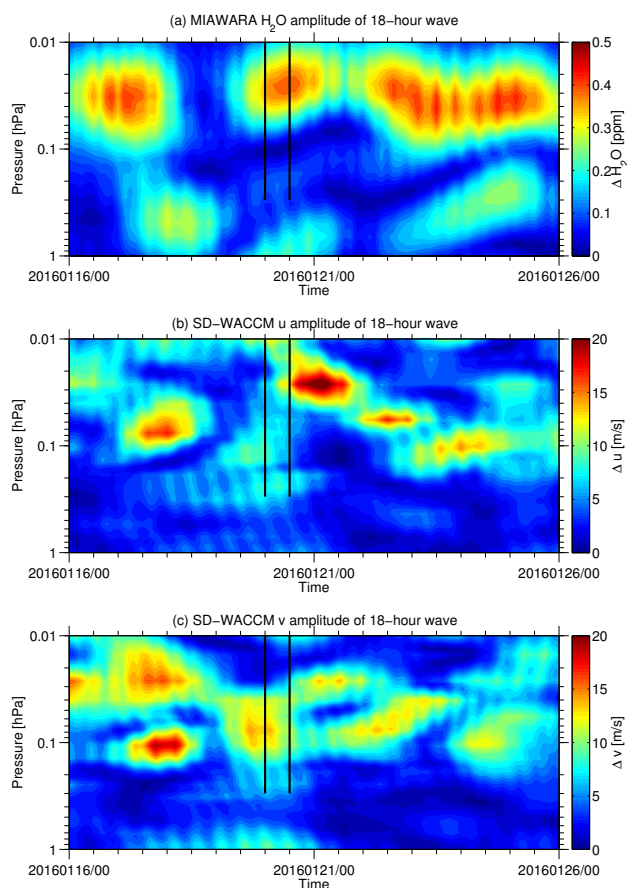 (a) MIAWARA H2O amplitude of 18−hour wave
0.01
0.1
1
Pressure [hPa]
20160116/00
20160121/00
20160126/00
Time
0.5
0.4
0.3
0.2
0.1
0
Δ H2O [ppm]
(b) SD−WACCM u amplitude of 18−hour wave
0.01
0.1
1
Pressure [hPa]
20160116/00
20160121/00
20160126/00
Time
20
15
10
5
0
Δ u [m/s]
(c) SD−WACCM v amplitude of 18−hour wave
0.01
0.1
1
Pressure [hPa]
20160116/00
20160121/00
20160126/00
Time
20
15
10
5
0
Δ v [m/s]